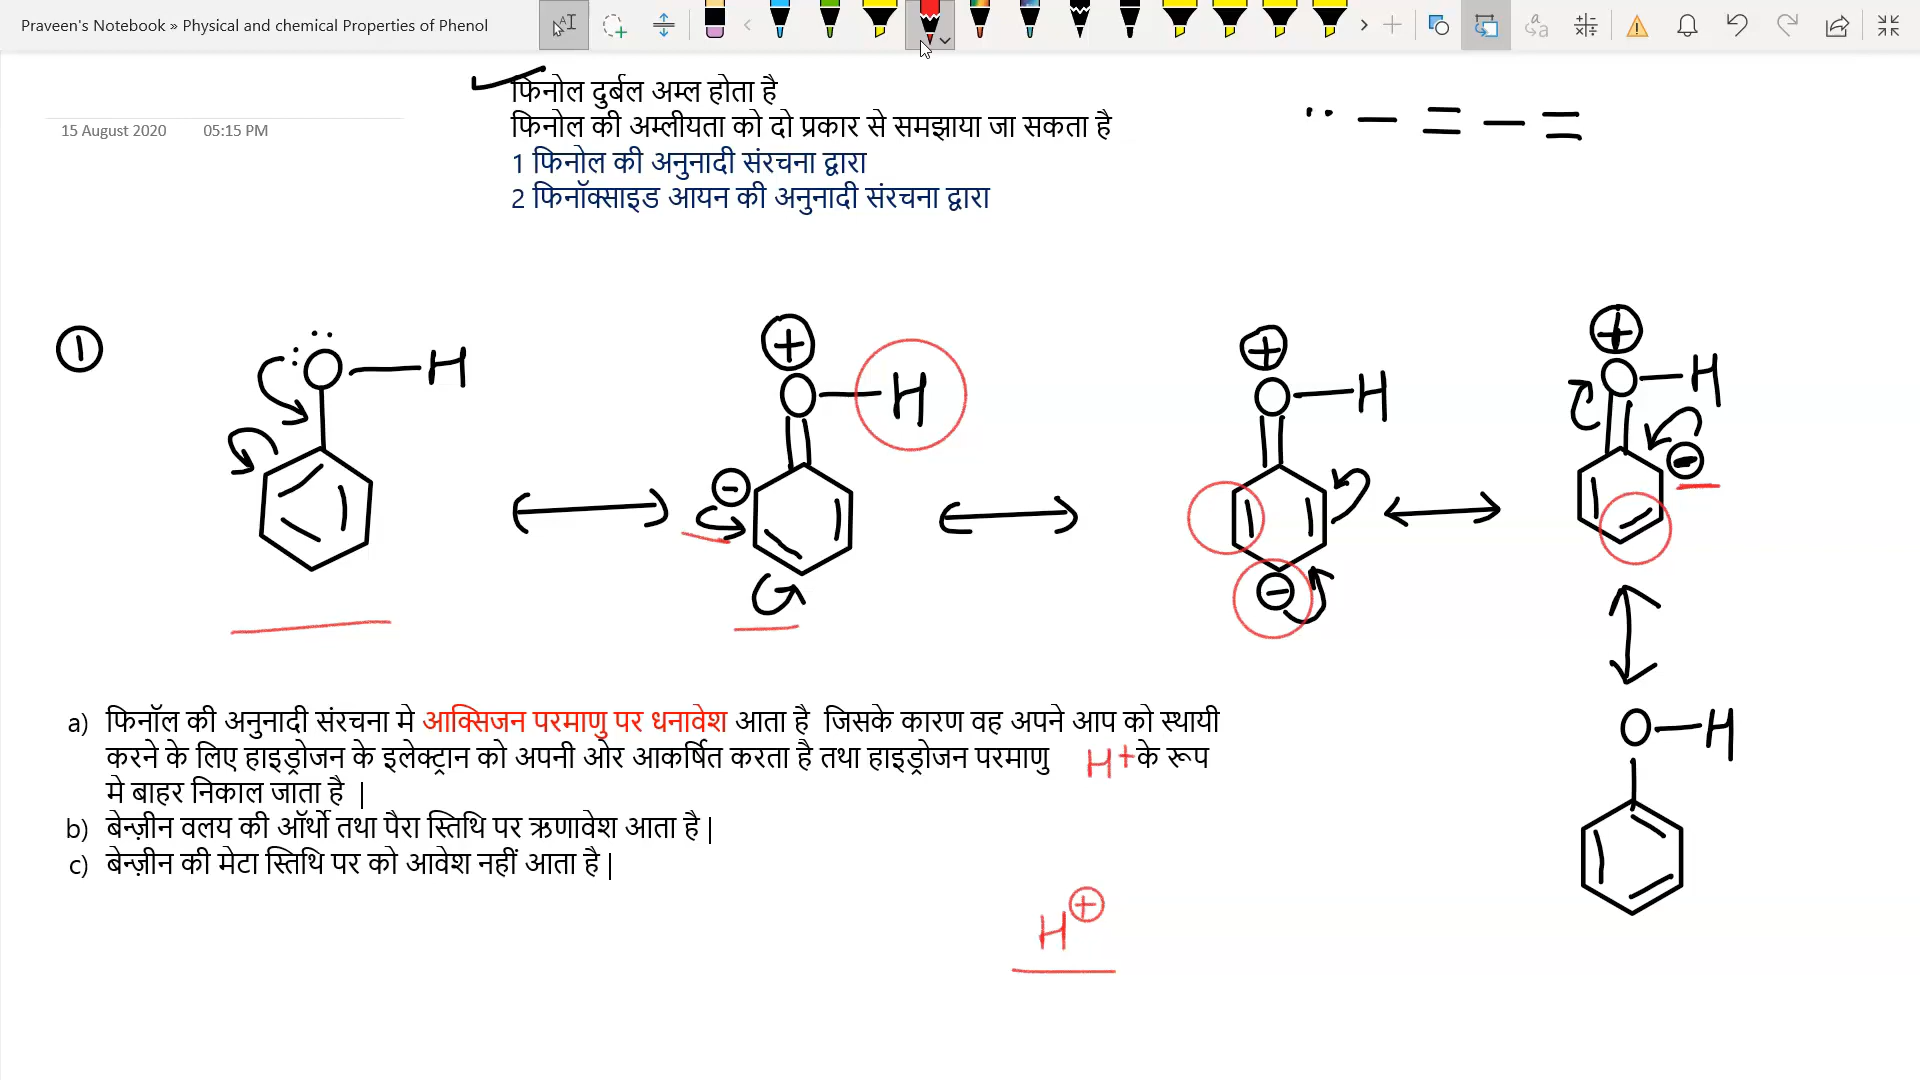 Praveen's Notebook » Physical and chemical Properties of Phenol
15 August 2020 05:15 PM
फिनोल दुर्बल अम्ल होता है
फिनोल की अम्लीयता को दो प्रकार से समझाया जा सकता है
1 फिनोल की अनुनादी संरचना द्वारा
2 फिनॉक्साइड आयन की अनुनादी संरचना द्वारा
.. – = – =
1
O–H
+
O–H
-
+
O–H
-
+
O–H
-
O–H
a) फिनॉल की अनुनादी संरचना मे आक्सिजन परमाणु पर धनावेश आता है जिसके कारण वह अपने आप को स्थायी
करने के लिए हाइड्रोजन के इलेक्ट्रान को अपनी ओर आकर्षित करता है तथा हाइड्रोजन परमाणु H+ के रूप
मे बाहर निकाल जाता है |
b) बेन्ज़ीन वलय की ऑर्थो तथा पैरा स्तिथि पर ऋणावेश आता है|
c) बेन्ज़ीन की मेटा स्तिथि पर को आवेश नहीं आता है|
H+